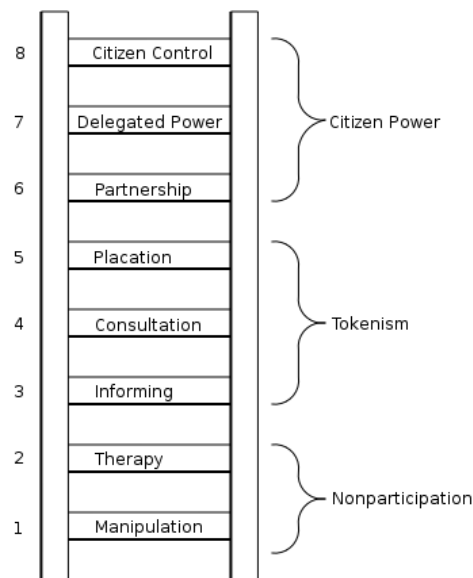 8 Citizen Control
7 Delegated Power
Citizen Power
6 Partnership
5 Placation
4 Consultation
Tokenism
3 Informing
2 Therapy
Nonparticipation
1 Manipulation